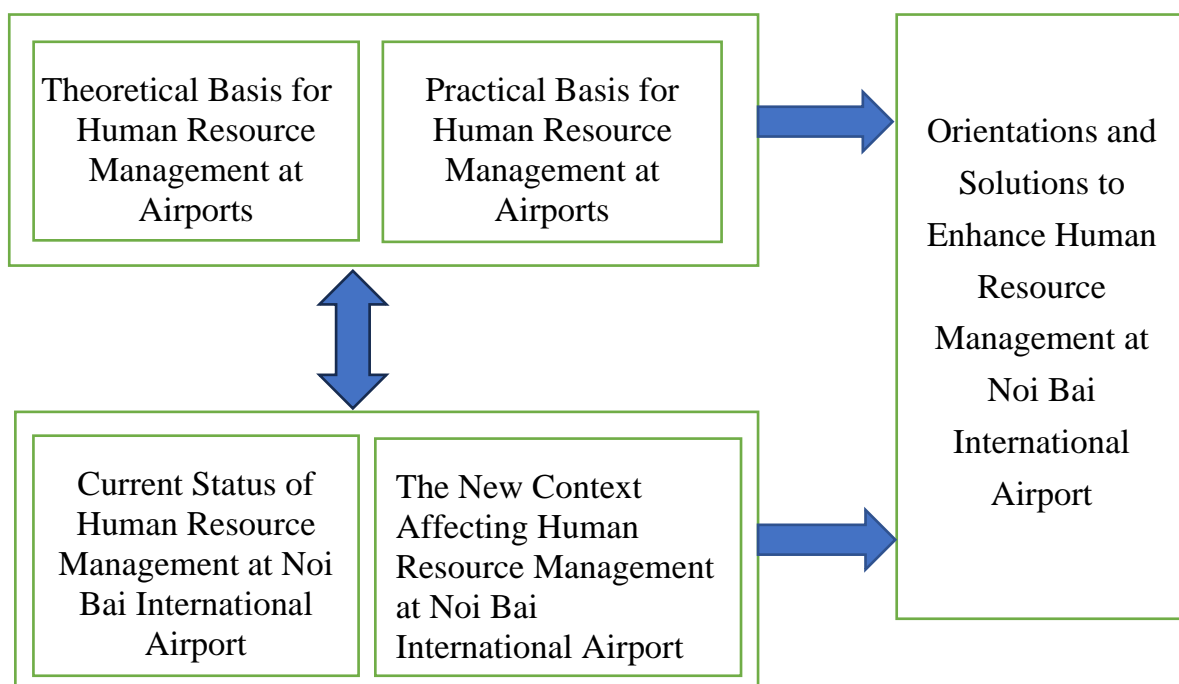 Theoretical Basis for
Human Resource
Management at
Airports
Practical Basis for
Human Resource
Management at
Airports
Orientations and
Solutions to
Enhance Human
Resource
Management at
Noi Bai
International
Airport
Current Status of
Human Resource
Management at Noi
Bai International
Airport
The New Context
Affecting Human
Resource Management
at Noi Bai
International Airport